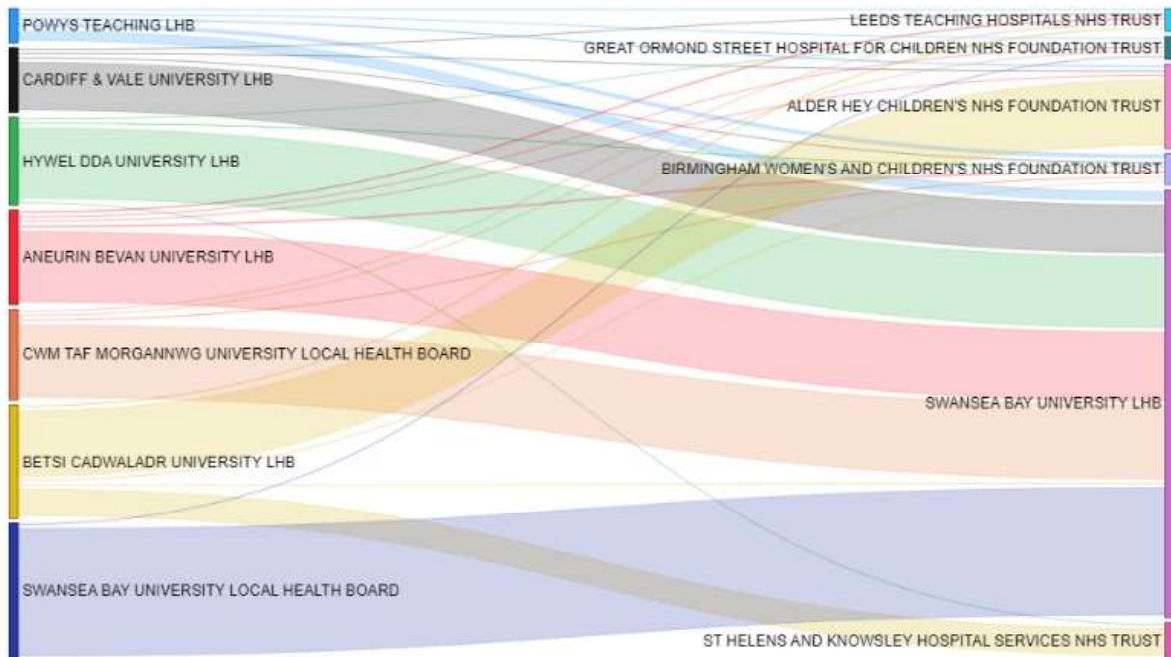 POWYS TEACHING LHB
CARDIFF & VALE UNIVERSITY LHB
HYWEL DDA UNIVERSITY LHB
ANEURIN BEVAN UNIVERSITY LHB
CWM TAF MORGANNWG UNIVERSITY LOCAL HEALTH BOARD
BETSI CADWALADR UNIVERSITY LHB
SWANSEA BAY UNIVERSITY LOCAL HEALTH BOARD
LEEDS TEACHING HOSPITALS NHS TRUST
GREAT ORMOND STREET HOSPITAL FOR CHILDREN NHS FOUNDATION TRUST
ALDER HEY CHILDREN'S NHS FOUNDATION TRUST
BIRMINGHAM WOMEN'S AND CHILDREN'S NHS FOUNDATION TRUST
SWANSEA BAY UNIVERSITY LHB
ST HELENS AND KNOWSLEY HOSPITAL SERVICES NHS TRUST